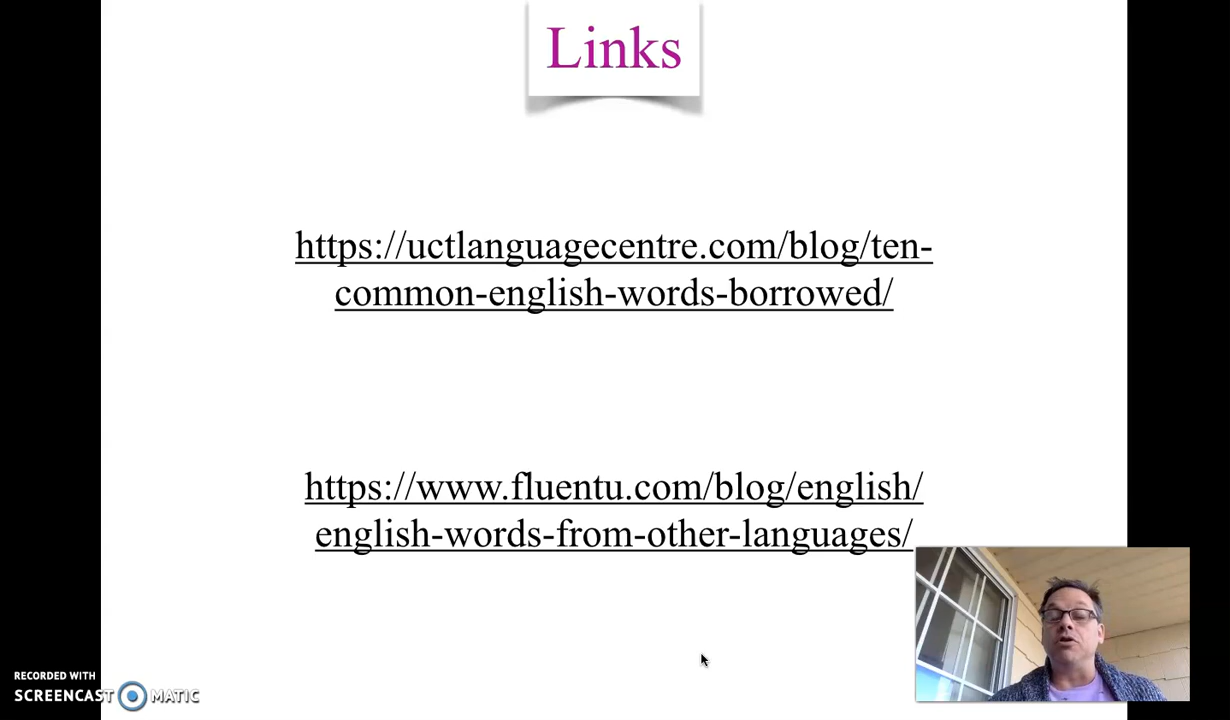 Links
https://uctlanguagecentre.com/blog/ten-
common-english-words-borrowed/
https://www.fluentu.com/blog/english/
english-words-from-other-languages/
RECORDED WITH
SCREENCAST MATIC